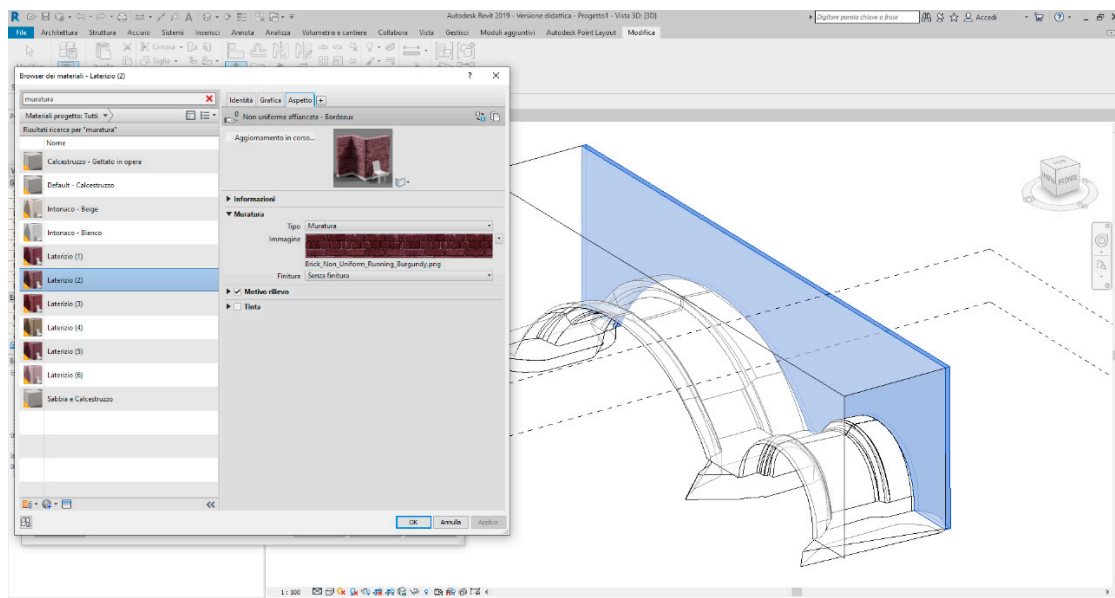 Autodesk Revit 2019 - Versione didattica - Progetto1 - Vista 3D: {3D}
Digitare parola chiave o frase
Accedi
File Architettura Struttura Acciaio Sistemi Inserisci Annota Analizza Volumetrie e cantiere Collabora Vista Gestisci Moduli aggiuntivi Autodesk Point Layout Modifica
Cimasa
Taglia
Browser dei materiali - Laterizio (2)
muratura
Identità Grafica Aspetto
Materiali progetto: Tutti
0 Non uniforme affiancata - Bordeaux
Risultati ricerca per "muratura"
Aggiornamento in corso...
Nome
Calcestruzzo - Gettato in opera
Default - Calcestruzzo
Intonaco - Beige
Intonaco - Bianco
Laterizio (1)
Laterizio (2)
Laterizio (3)
Laterizio (4)
Laterizio (5)
Laterizio (6)
Sabbia e Calcestruzzo
Informazioni
Muratura
Tipo Muratura
Immagine
Brick_Non_Uniform_Running_Burgundy.png
Finiture Senza finitura
Motivo rilievo
Tinta
OK Annulla Applica
FRONTE
1 : 100